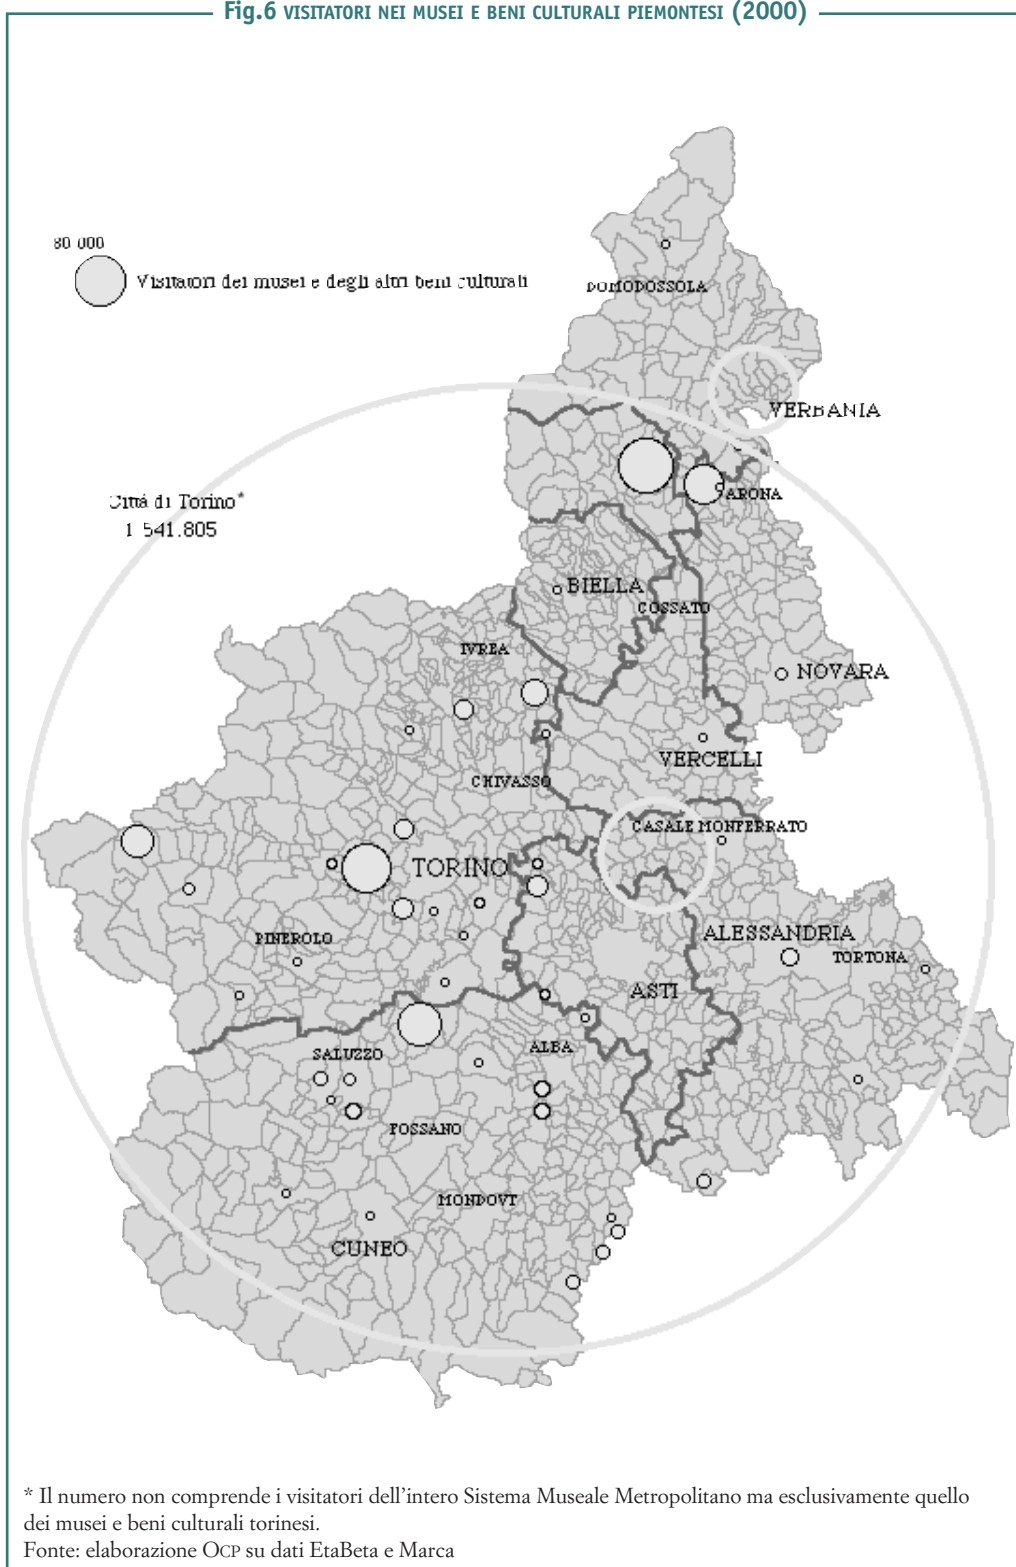 Fig.6 VISITATORI NEI MUSEI E BENI CULTURALI PIEMONTESI (2000)
80 000
Visitatori dei musei e degli altri beni culturali
DOMODOSSOLA
VERBANIA
Cittá di Torino*
1 541.805
ARONA
BIELLA
COSSATO
IVREA
NOVARA
VERCELLI
CHIVASSO
CASALE MONFERRATO
TORINO
PINEROLO
ALESSANDRIA
TORTONA
ASTI
SALUZZO
ALBA
FOSSANO
MONDOVI
CUNEO
* Il numero non comprende i visitatori dell'intero Sistema Museale Metropolitano ma esclusivamente quello
dei musei e beni culturali torinesi.
Fonte: elaborazione OCP su dati EtaBeta e Marca